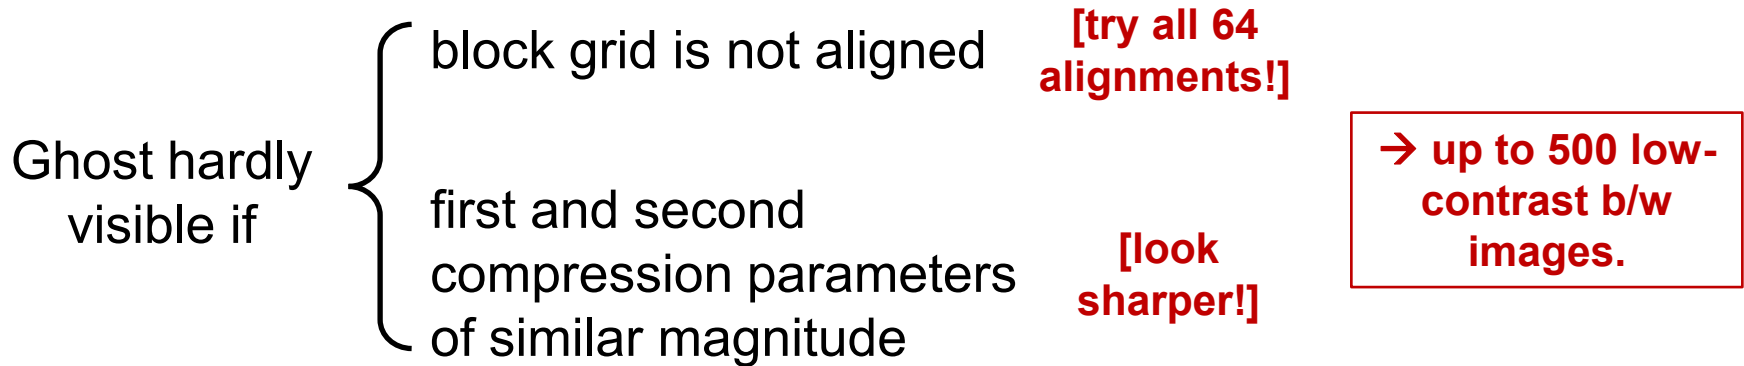 Ghost hardly
visible if
block grid is not aligned
[try all 64
alignments!]
first and second
compression parameters
of similar magnitude
[look
sharper!]
→ up to 500 low-
contrast b/w
images.